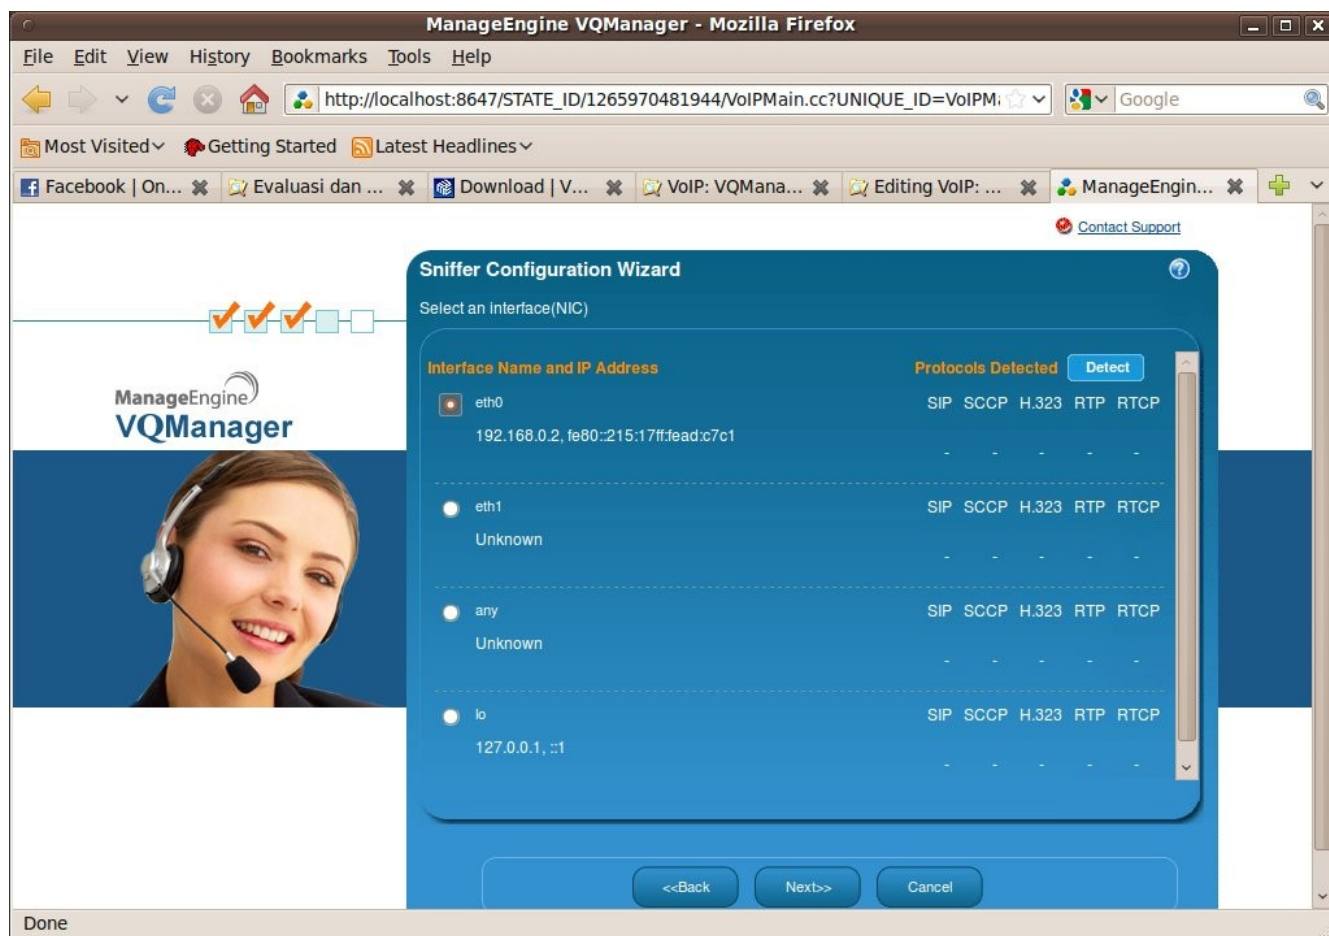 ManageEngine VQManager - Mozilla Firefox
File Edit View History Bookmarks Tools Help
http://localhost:8647/STATE_ID/1265970481944/VoIPMain.cc?UNIQUE_ID=VoIPM
Google
Most Visited Getting Started Latest Headlines
Facebook | On... Evaluasi dan ... Download | V... VoIP: VQMana... Editing VoIP: ... ManageEngin...
Contact Support
Sniffer Configuration Wizard
Select an interface(NIC)
Interface Name and IP Address Protocols Detected Detect
eth0 SIP SCCP H.323 RTP RTCP
192.168.0.2, fe80::215:17ff:fead:c7c1
- - - - -
eth1 SIP SCCP H.323 RTP RTCP
Unknown
- - - - -
any SIP SCCP H.323 RTP RTCP
Unknown
- - - - -
lo SIP SCCP H.323 RTP RTCP
127.0.0.1, ::1
- - - - -
ManageEngine
VQManager
<<Back Next>> Cancel
Done